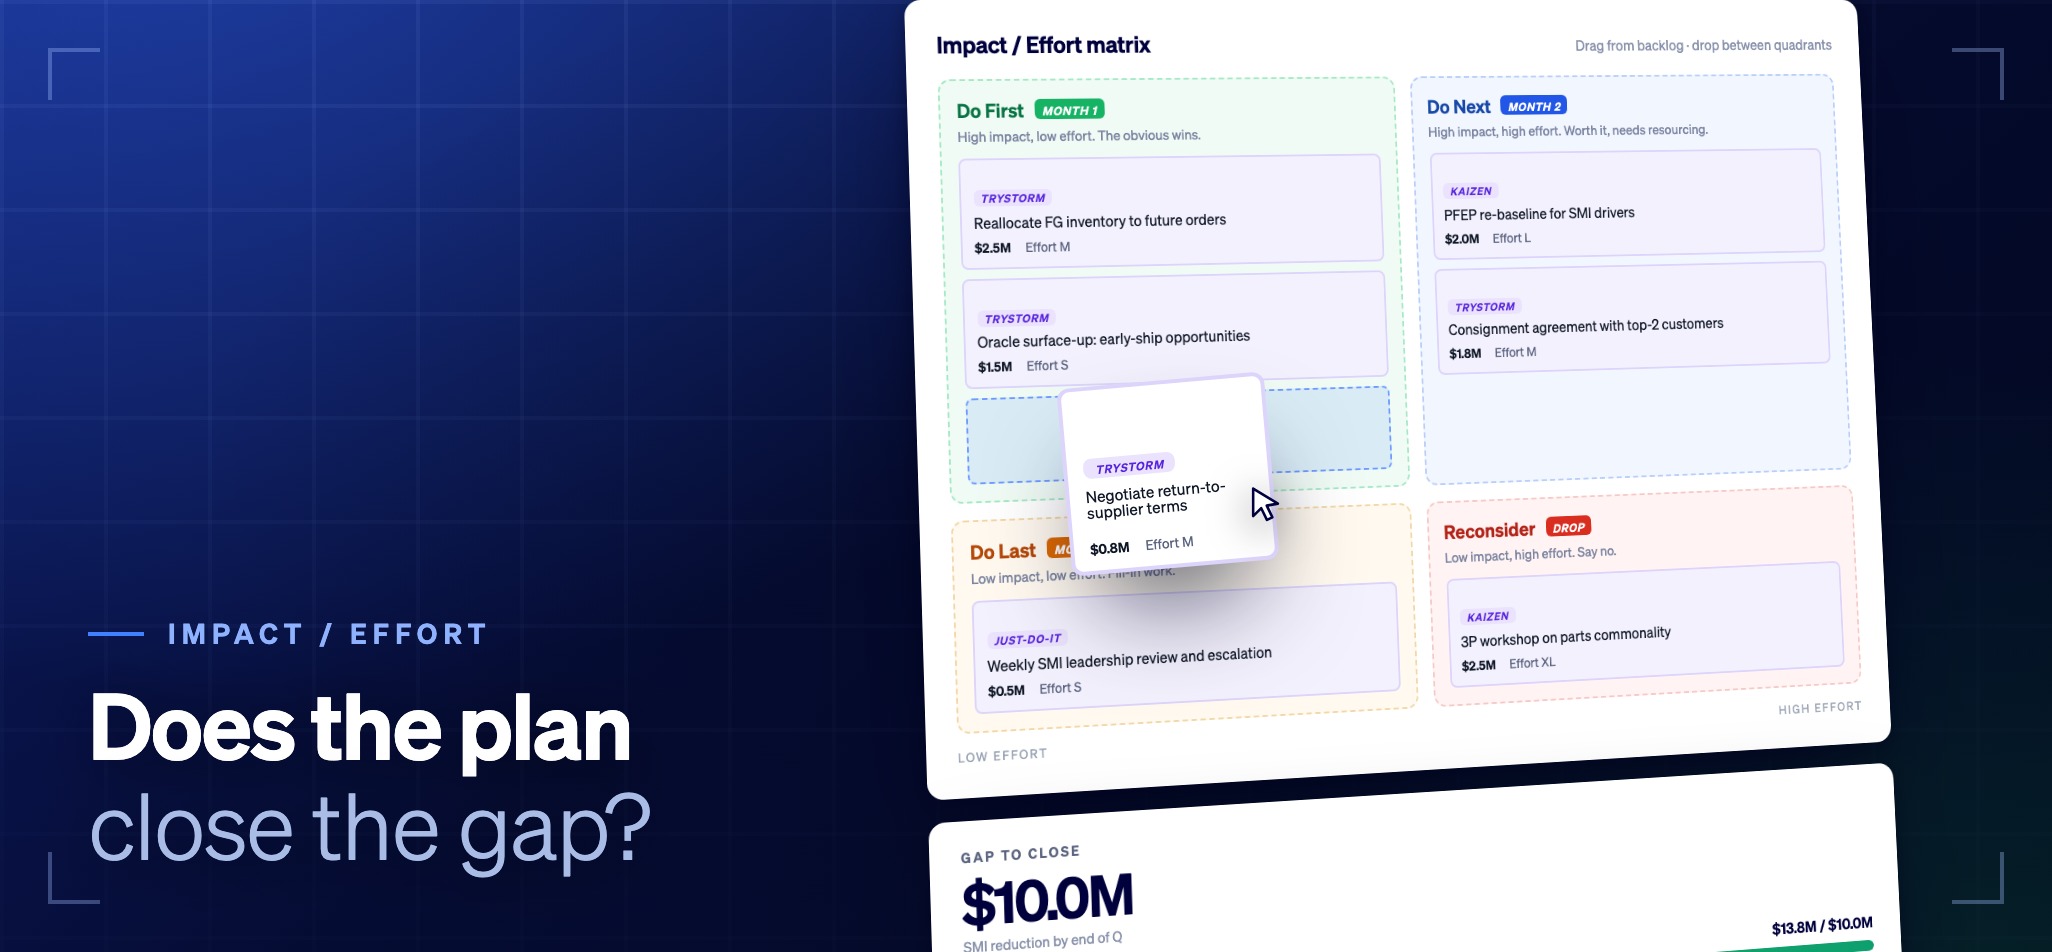 IMPACT / EFFORT
Does the plan
close the gap?
Impact / Effort matrix
Drag from backlog · drop between quadrants
Do First MONTH 1
High impact, low effort. The obvious wins.
TRYSTORM
Reallocate FG inventory to future orders
$2.5M Effort M
TRYSTORM
Oracle surface-up: early-ship opportunities
$1.5M Effort S
Do Next MONTH 2
High impact, high effort. Worth it, needs resourcing.
KAIZEN
PFEP re-baseline for SMI drivers
$2.0M Effort L
TRYSTORM
Consignment agreement with top-2 customers
$1.8M Effort M
TRYSTORM
Negotiate return-to-
supplier terms
$0.8M Effort M
Do Last
Low impact, low effort. Fill-in work.
JUST-DO-IT
Weekly SMI leadership review and escalation
$0.5M Effort S
Reconsider DROP
Low impact, high effort. Say no.
KAIZEN
3P workshop on parts commonality
$2.5M Effort XL
LOW EFFORT
HIGH EFFORT
GAP TO CLOSE
$10.0M
SMI reduction by end of Q
$13.8M / $10.0M